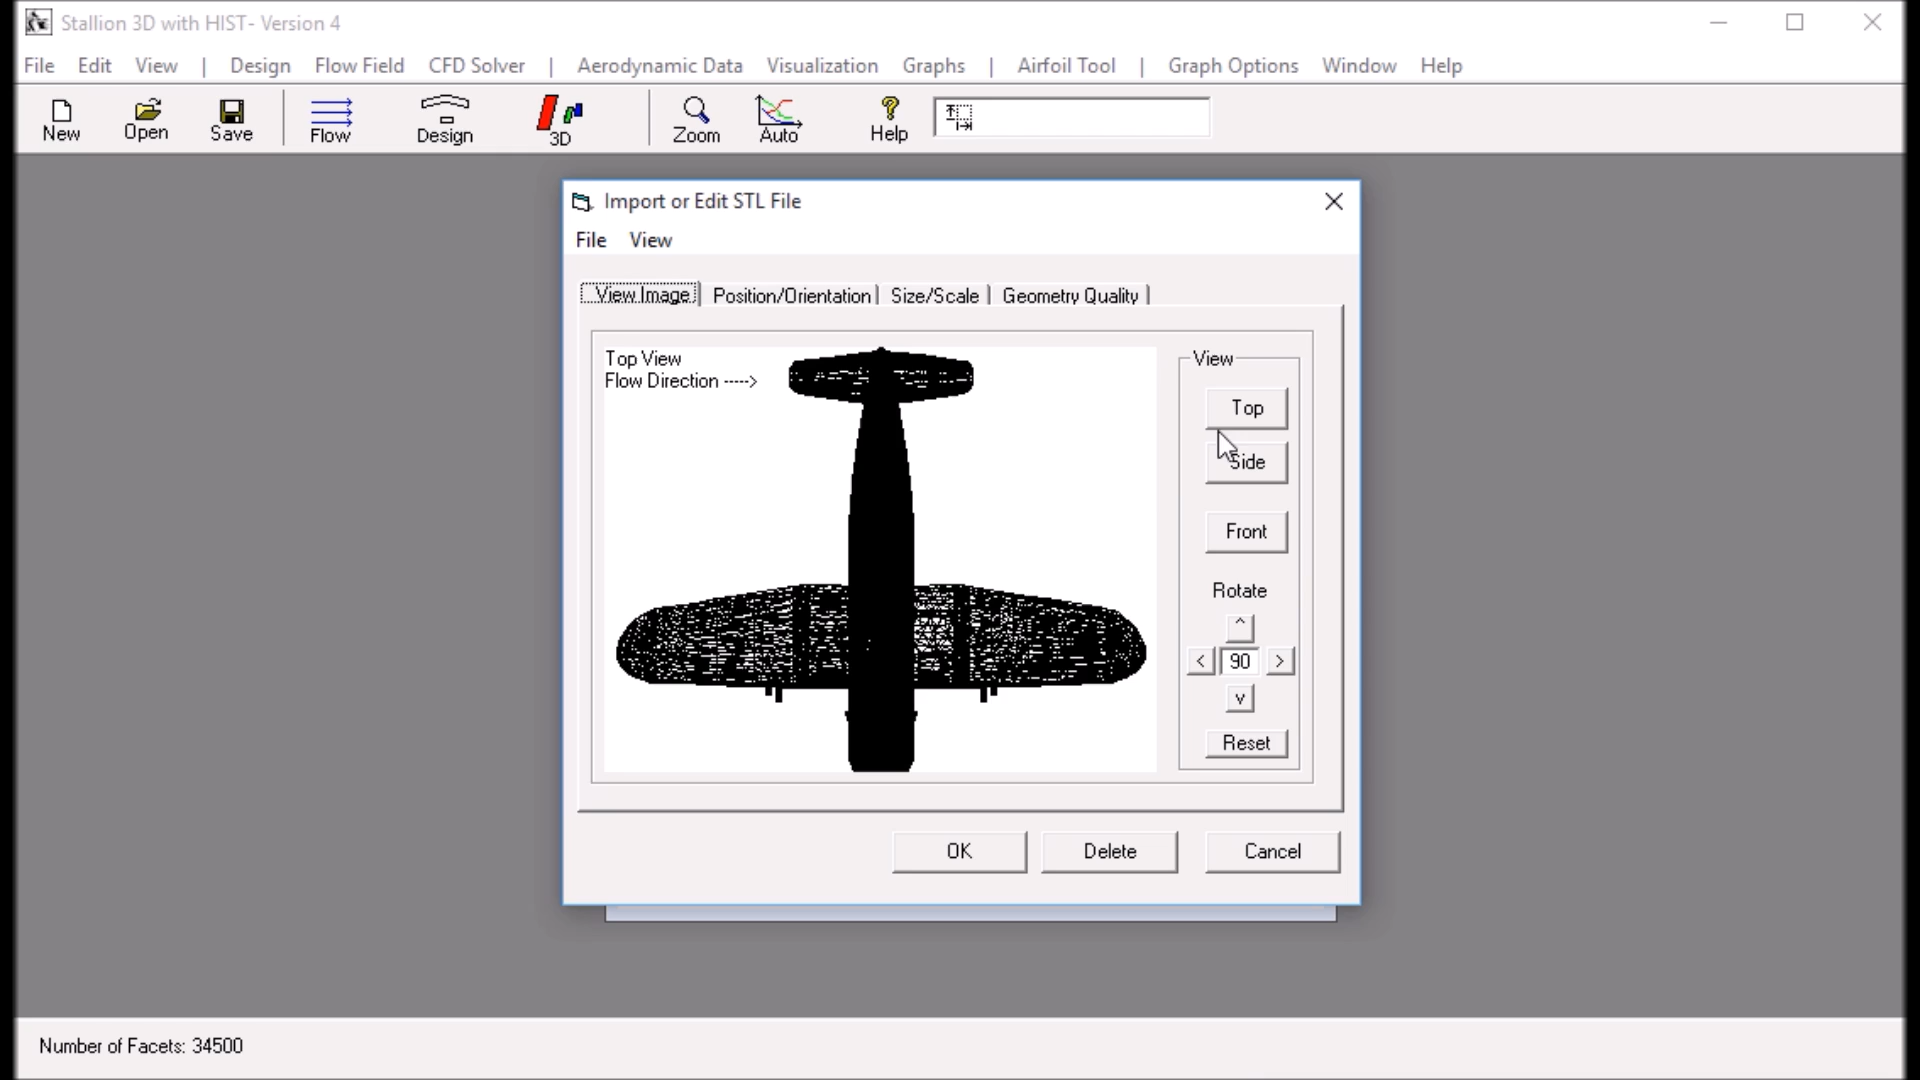 Stallion 3D with HIST- Version 4
File Edit View | Design Flow Field CFD Solver | Aerodynamic Data Visualization Graphs | Airfoil Tool | Graph Options Window Help
New Open Save Flow Design 3D Zoom Auto Help
Import or Edit STL File
File View
View Image Position/Orientation Size/Scale Geometry Quality
Top View
Flow Direction ----->
View
Top
Side
Front
Rotate
^
< 90 >
v
Reset
OK Delete Cancel
Number of Facets: 34500